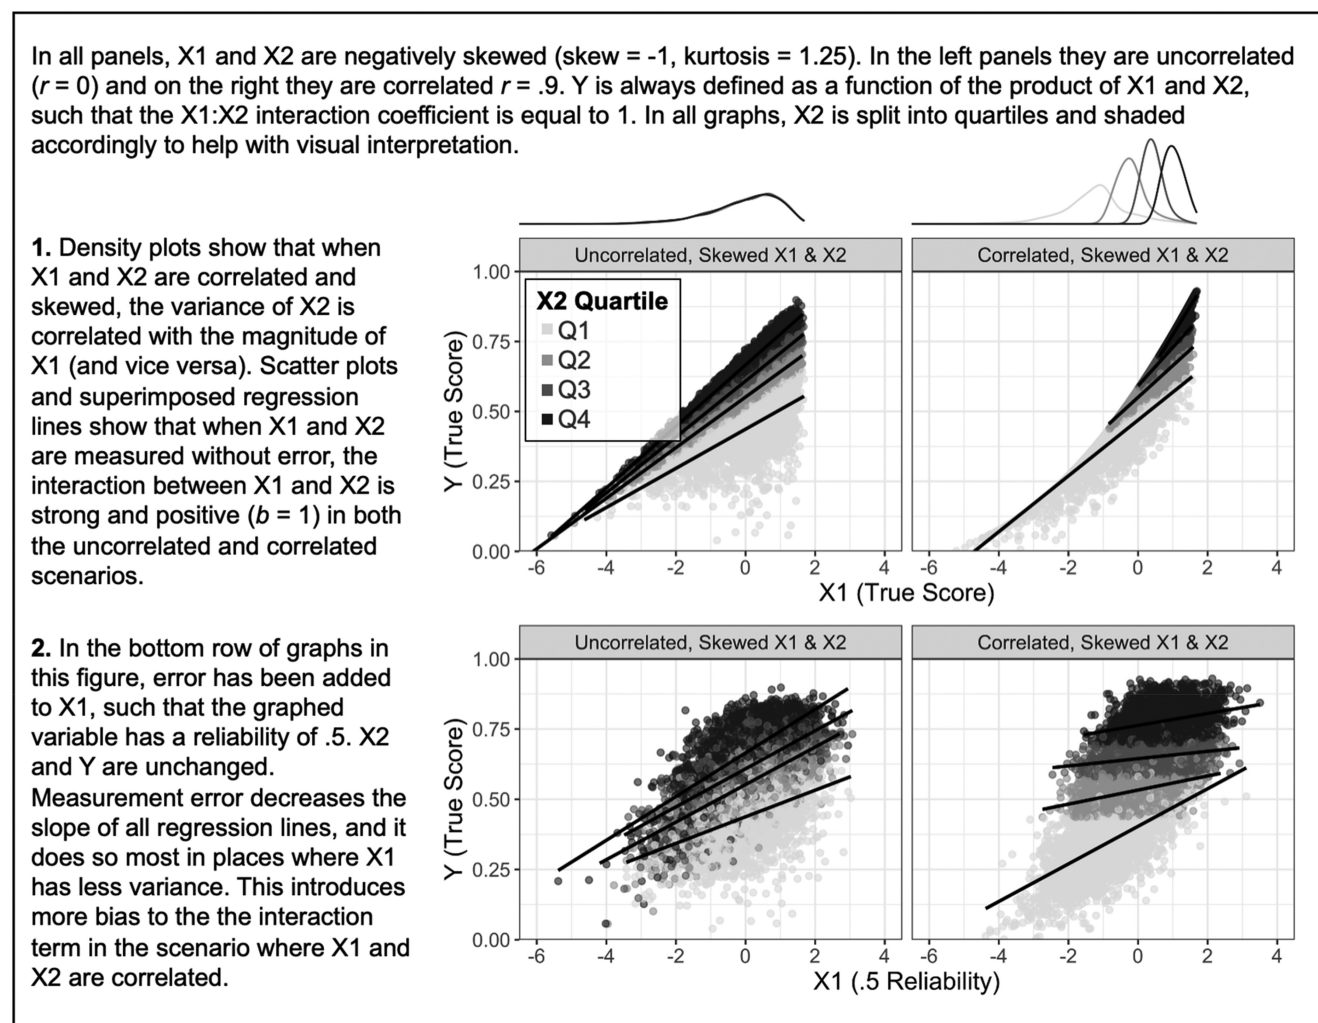 In all panels, X1 and X2 are negatively skewed (skew = -1, kurtosis = 1.25). In the left panels they are uncorrelated
(r = 0) and on the right they are correlated r = .9. Y is always defined as a function of the product of X1 and X2,
such that the X1:X2 interaction coefficient is equal to 1. In all graphs, X2 is split into quartiles and shaded
accordingly to help with visual interpretation.
1. Density plots show that when
X1 and X2 are correlated and
skewed, the variance of X2 is
correlated with the magnitude of
X1 (and vice versa). Scatter plots
and superimposed regression
lines show that when X1 and X2
are measured without error, the
interaction between X1 and X2 is
strong and positive (b = 1) in both
the uncorrelated and correlated
scenarios.
Uncorrelated, Skewed X1 & X2
Correlated, Skewed X1 & X2
Y (True Score)
1.00
0.75
0.50
0.25
0.00
X2 Quartile
Q1
Q2
Q3
Q4
-6 -4 -2 0 2 4
-6 -4 -2 0 2 4
X1 (True Score)
2. In the bottom row of graphs in
this figure, error has been added
to X1, such that the graphed
variable has a reliability of .5. X2
and Y are unchanged.
Measurement error decreases the
slope of all regression lines, and it
does so most in places where X1
has less variance. This introduces
more bias to the the interaction
term in the scenario where X1 and
X2 are correlated.
Uncorrelated, Skewed X1 & X2
Correlated, Skewed X1 & X2
Y (True Score)
1.00
0.75
0.50
0.25
0.00
-6 -4 -2 0 2 4
-6 -4 -2 0 2 4
X1 (.5 Reliability)